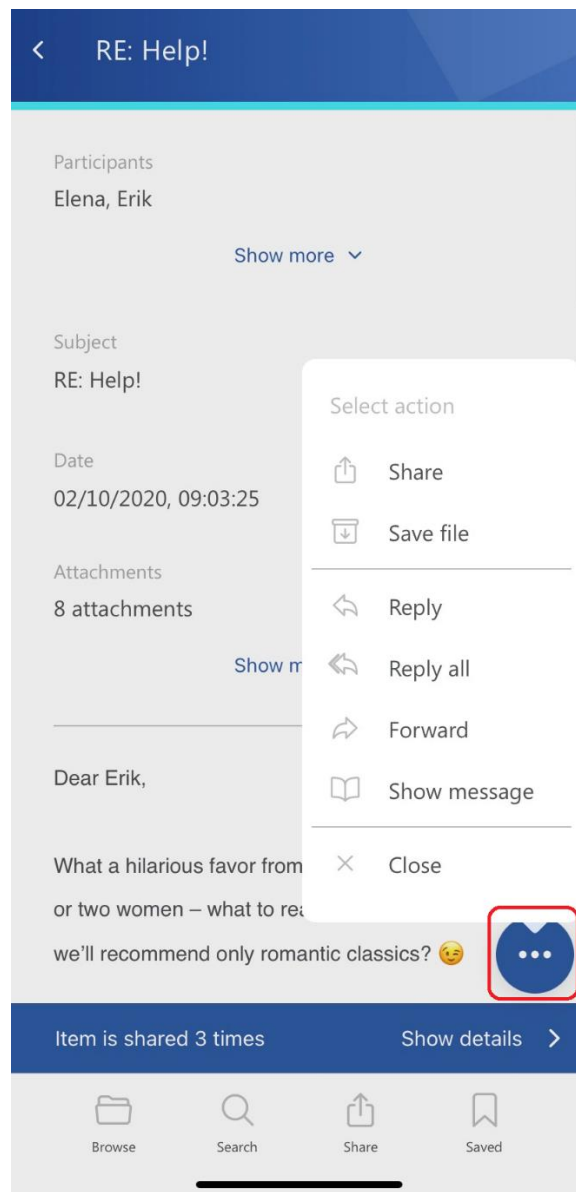 RE: Help!
Participants
Elena, Erik
Show more
Subject
RE: Help!
Date
02/10/2020, 09:03:25
Attachments
8 attachments
Show
Select action
Share
Save file
Reply
Reply all
Forward
Show message
Close
Dear Erik,
What a hilarious favor from
or two women – what to
we'll recommend only romantic classics? 😉
Item is shared 3 times Show details
Browse Search Share Saved